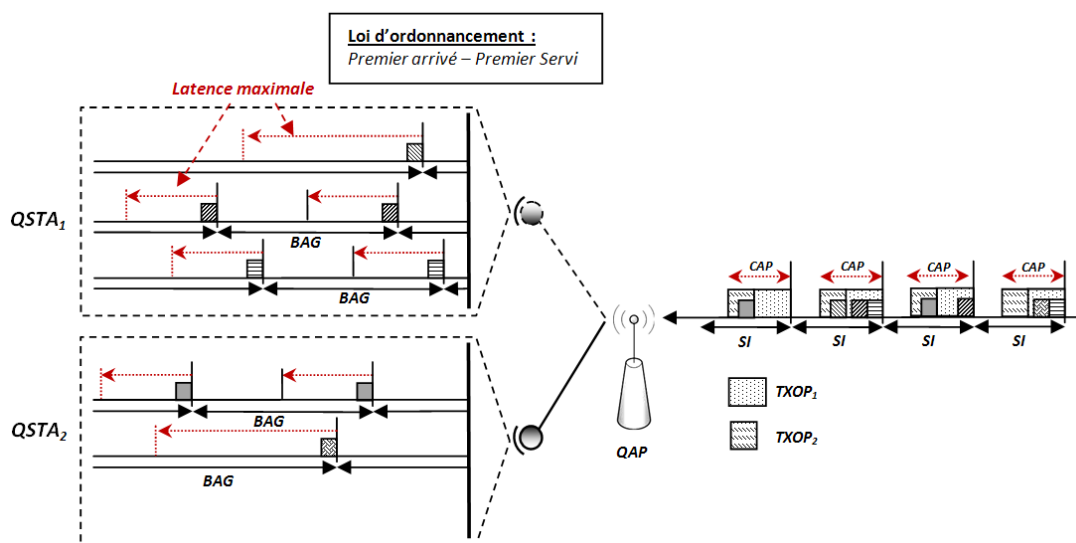 Loi d'ordonnancement :
Premier arrivé – Premier Servi
Latence maximale
QSTA1
BAG
BAG
QSTA2
BAG
BAG
QAP
CAP CAP CAP CAP
SI SI SI SI
TXOP1
TXOP2